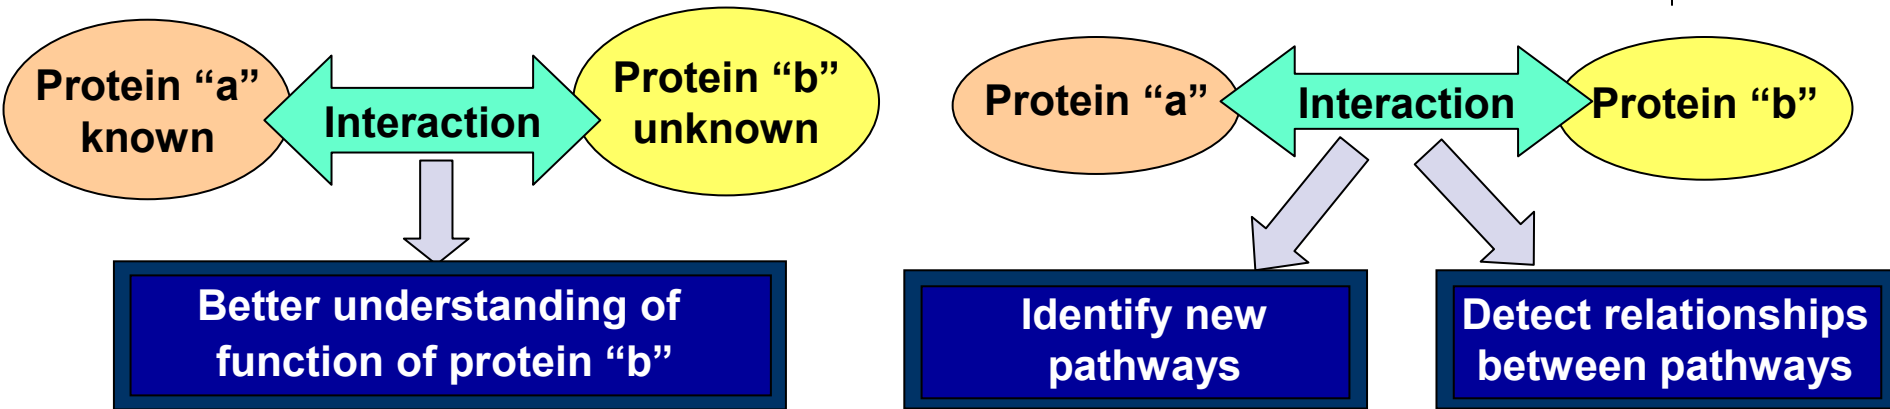 Protein “a”
known
Interaction
Protein “b”
unknown
Better understanding of
function of protein “b”
Protein “a”
Interaction
Protein “b”
Identify new
pathways
Detect relationships
between pathways